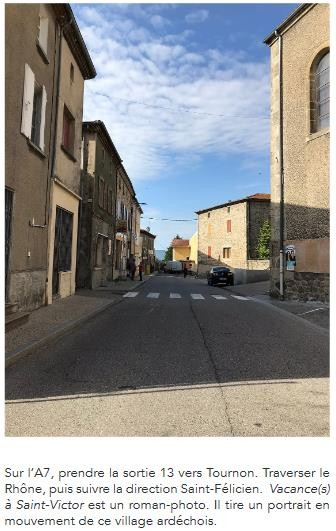 Sur l'A7, prendre la sortie 13 vers Tournon. Traverser le
Rhône, puis suivre la direction Saint-Félicien. Vacance(s)
à Saint-Victor est un roman-photo. Il tire un portrait en
mouvement de ce village ardéchois.